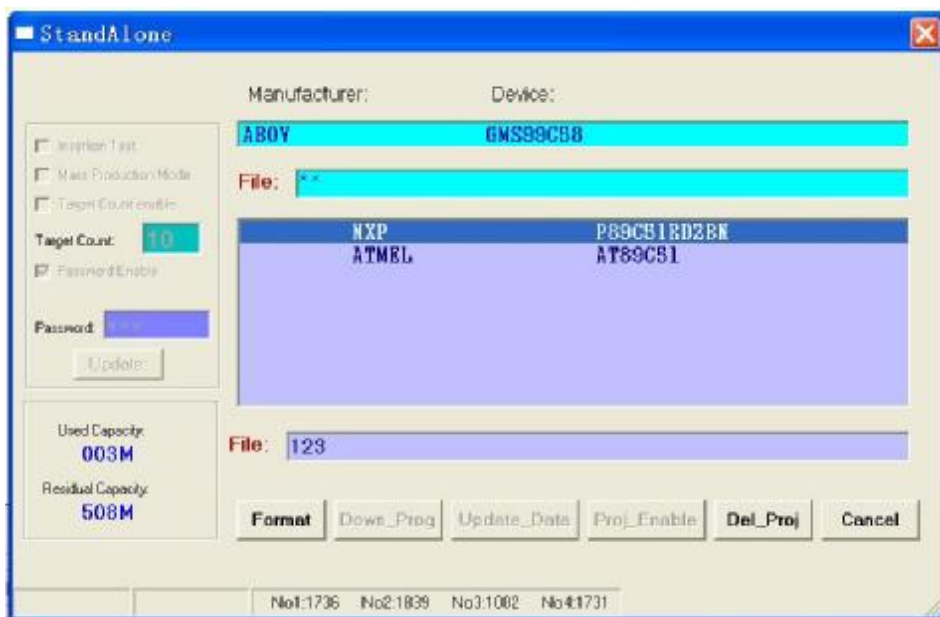 StandAlone
Manufacturer: Device:
ABOV GMS99C58
Insertion Test
Mass Production Mode
Target Count enable
File: **
Target Count: 10
NXP P89C51RD2BN
ATMEL AT89C51
Password Enable
Password: ***
Update
Used Capacity:
003M
File: 123
Residual Capacity:
508M
Format Down_Prog Update_Data Proj_Enable Del_Proj Cancel
No1:1736 No2:1839 No3:1082 No4:1731